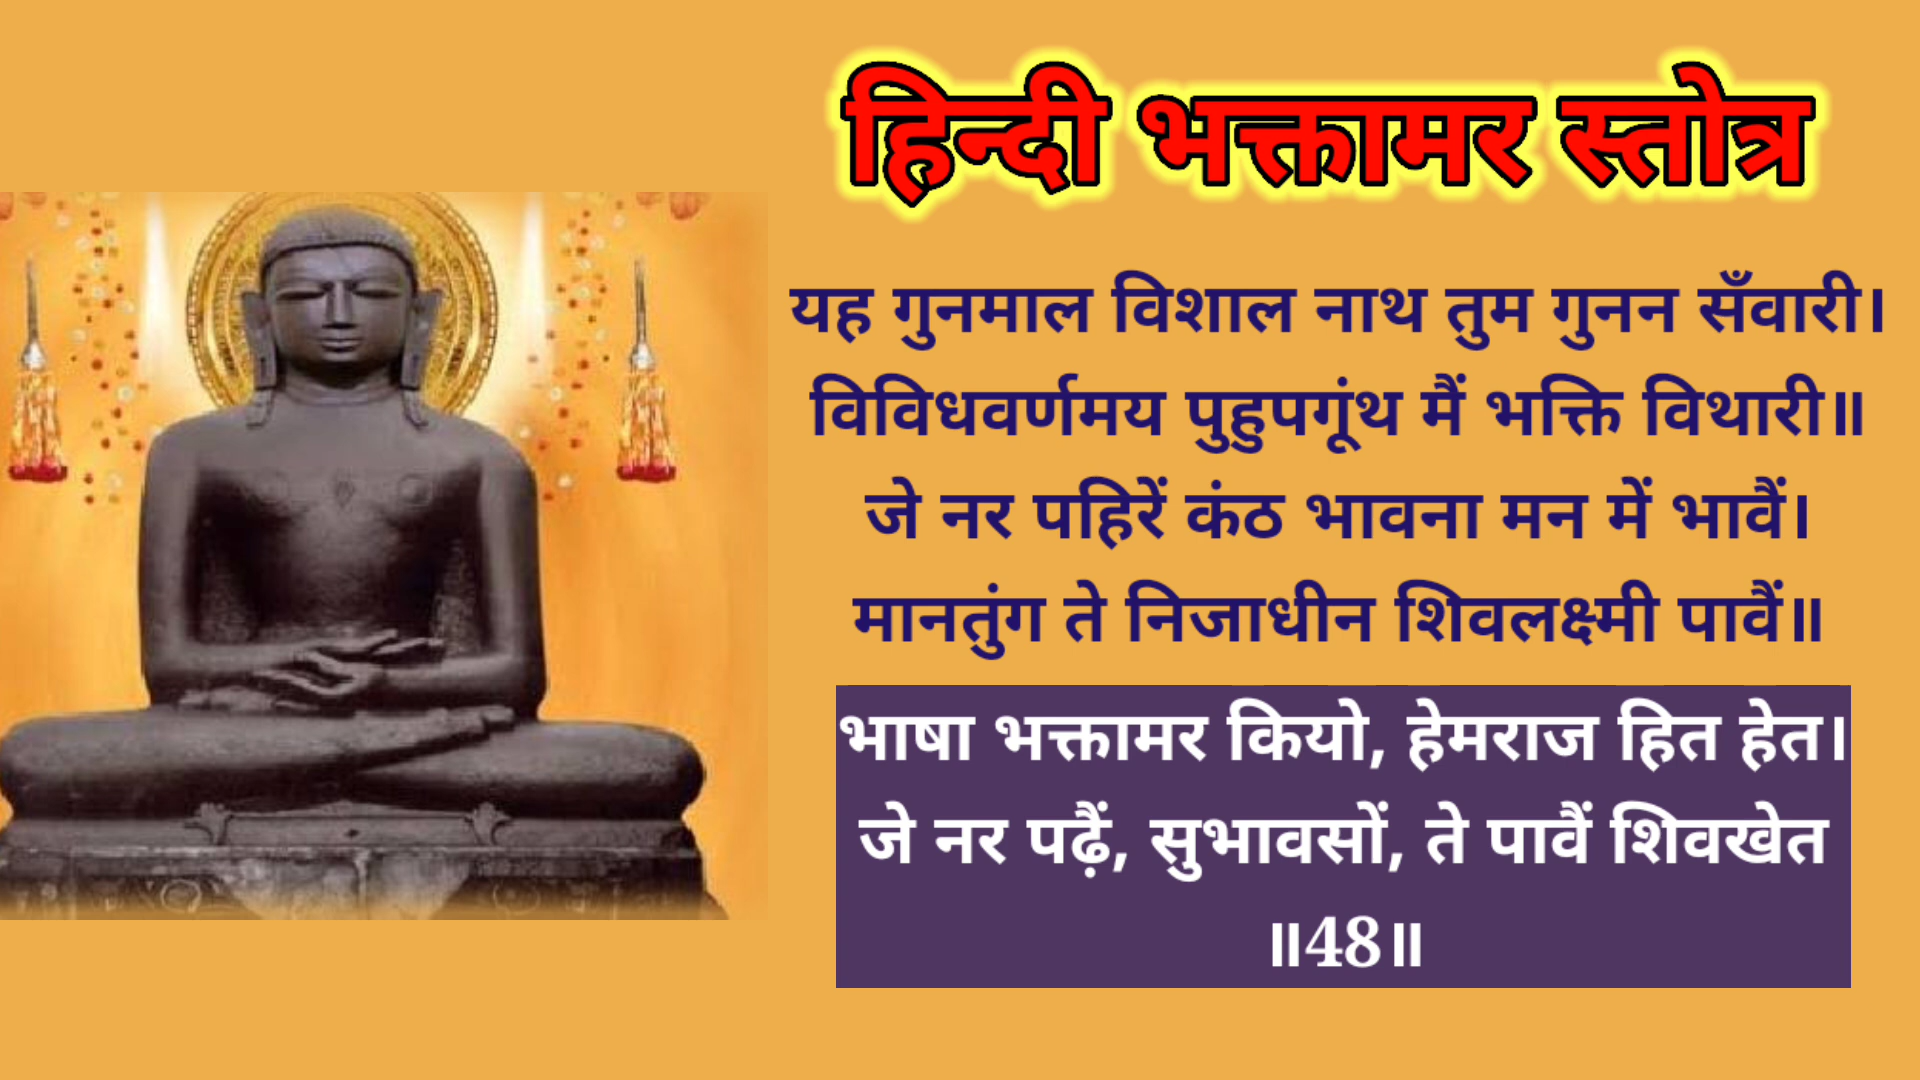 हिन्दी भक्तामर स्तोत्र
यह गुनमाल विशाल नाथ तुम गुनन सँवारी।
विविधवर्णमय पुहुपगूंथ मैं भक्ति विथारी॥
जे नर पहिरें कंठ भावना मन में भावैं।
मानतुंग ते निजाधीन शिवलक्ष्मी पावैं॥
भाषा भक्तामर कियो, हेमराज हित हेत।
जे नर पढ़ैं, सुभावसों, ते पावैं शिवखेत
॥48॥